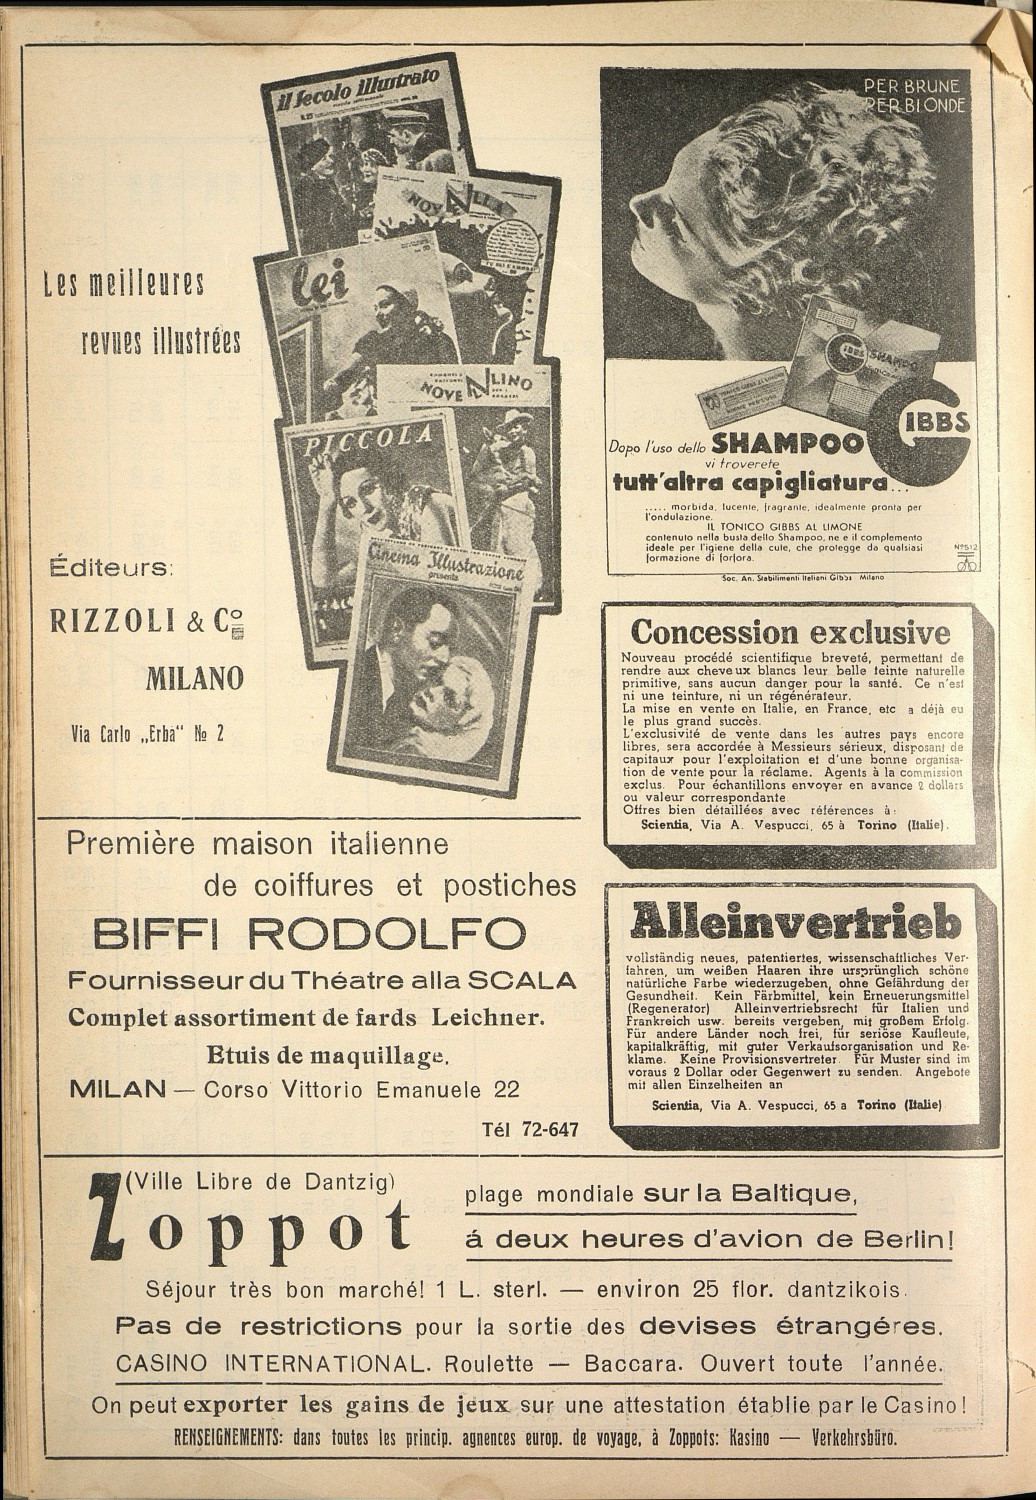 Les meilleures
revues illustrées
Éditeurs:
RIZZOLI & Co
MILANO
Via Carlo „Erba" No 2
il Secolo illustrato
NOVELLA
lei
NOVELLINO
PICCOLA
Cinema Illustrazione
presenta
PER BRUNE
PER BIONDE
GIBBS SHAMPOO
GIBBS
Dopo l'uso dello SHAMPOO
vi troverete
tutt'altra capigliatura...
..... morbida, lucente, fragrante, idealmente pronta per
l'ondulazione.
IL TONICO GIBBS AL LIMONE
contenuto nella busta dello Shampoo, ne e il complemento
ideale per l'igiene della cute, che protegge da qualsiasi
formazione di forfora.
No 512
Soc. An. Stabilimenti Italiani Gibbs Milano
Concession exclusive
Nouveau procédé scientifique breveté, permettant de
rendre aux cheveux blancs leur belle teinte naturelle
primitive, sans aucun danger pour la santé. Ce n'est
ni une teinture, ni un régénérateur.
La mise en vente en Italie, en France, etc a déjà eu
le plus grand succès.
L'exclusivité de vente dans les autres pays encore
libres, sera accordée à Messieurs sérieux, disposant de
capitaux pour l'exploitation et d'une bonne organisa-
tion de vente pour la réclame. Agents à la commission
exclus. Pour échantillons envoyer en avance 2 dollars
ou valeur correspondante
Offres bien détaillées avec références à:
Scientia, Via A. Vespucci, 65 à Torino (Italie).
Première maison italienne
de coiffures et postiches
BIFFI RODOLFO
Fournisseur du Théatre alla SCALA
Complet assortiment de fards Leichner.
Etuis de maquillage.
MILAN — Corso Vittorio Emanuele 22
Tél 72-647
Alleinvertrieb
vollständig neues, patentiertes, wissenschaftliches Ver-
fahren, um weißen Haaren ihre ursprünglich schöne
natürliche Farbe wiederzugeben, ohne Gefährdung der
Gesundheit. Kein Färbmittel, kein Erneuerungsmittel
(Regenerator) Alleinvertriebsrecht für Italien und
Frankreich usw. bereits vergeben, mit großem Erfolg.
Für andere Länder noch frei, für seriöse Kaufleute,
kapitalkräftig, mit guter Verkaufsorganisation und Re-
klame. Keine Provisionsvertreter. Für Muster sind im
voraus 2 Dollar oder Gegenwert zu senden. Angebote
mit allen Einzelheiten an
Scientia, Via A. Vespucci, 65 a Torino (Italie)
(Ville Libre de Dantzig)
Zoppot
plage mondiale sur la Baltique,
á deux heures d'avion de Berlin!
Séjour très bon marché! 1 L. sterl. — environ 25 flor. dantzikois.
Pas de restrictions pour la sortie des devises étrangéres.
CASINO INTERNATIONAL. Roulette — Baccara. Ouvert toute l'année.
On peut exporter les gains de jeux sur une attestation établie par le Casino!
RENSEIGNEMENTS: dans toutes les princip. agnences europ. de voyage, à Zoppots: Kasino — Verkehrsbüro.